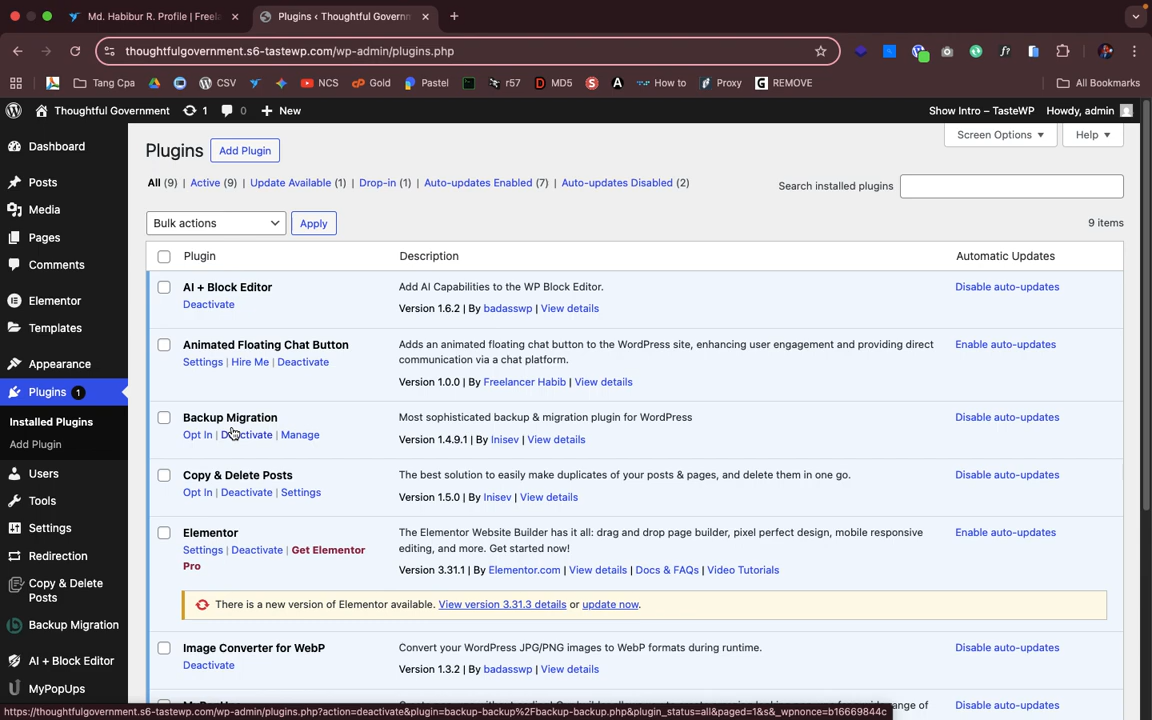 Md. Habibur R. Profile | Freela
Plugins ‹ Thoughtful Governm
thoughtfulgovernment.s6-tastewp.com/wp-admin/plugins.php
Tang Cpa
CSV
NCS
Gold
Pastel
r57
MD5
How to
Proxy
REMOVE
All Bookmarks
Thoughtful Government
1
0
New
Show Intro – TasteWP
Howdy, admin
Dashboard
Posts
Media
Pages
Comments
Elementor
Templates
Appearance
Plugins 1
Installed Plugins
Add Plugin
Users
Tools
Settings
Redirection
Copy & Delete
Posts
Backup Migration
AI + Block Editor
MyPopUps
Screen Options
Help
Plugins
Add Plugin
All (9) | Active (9) | Update Available (1) | Drop-in (1) | Auto-updates Enabled (7) | Auto-updates Disabled (2)
Search installed plugins
Bulk actions
Apply
9 items
Plugin
Description
Automatic Updates
AI + Block Editor
Deactivate
Add AI Capabilities to the WP Block Editor.
Version 1.6.2 | By badasswp | View details
Disable auto-updates
Animated Floating Chat Button
Settings | Hire Me | Deactivate
Adds an animated floating chat button to the WordPress site, enhancing user engagement and providing direct
communication via a chat platform.
Version 1.0.0 | By Freelancer Habib | View details
Enable auto-updates
Backup Migration
Opt In | Deactivate | Manage
Most sophisticated backup & migration plugin for WordPress
Version 1.4.9.1 | By Inisev | View details
Disable auto-updates
Copy & Delete Posts
Opt In | Deactivate | Settings
The best solution to easily make duplicates of your posts & pages, and delete them in one go.
Version 1.5.0 | By Inisev | View details
Disable auto-updates
Elementor
Settings | Deactivate | Get Elementor
Pro
The Elementor Website Builder has it all: drag and drop page builder, pixel perfect design, mobile responsive
editing, and more. Get started now!
Version 3.31.1 | By Elementor.com | View details | Docs & FAQs | Video Tutorials
Enable auto-updates
There is a new version of Elementor available. View version 3.31.3 details or update now.
Image Converter for WebP
Deactivate
Convert your WordPress JPG/PNG images to WebP formats during runtime.
Version 1.3.2 | By badasswp | View details
Disable auto-updates
Disable auto-updates
https://thoughtfulgovernment.s6-tastewp.com/wp-admin/plugins.php?action=deactivate&plugin=backup-backup%2Fbackup-backup.php&plugin_status=all&paged=1&s&_wpnonce=b16669844c